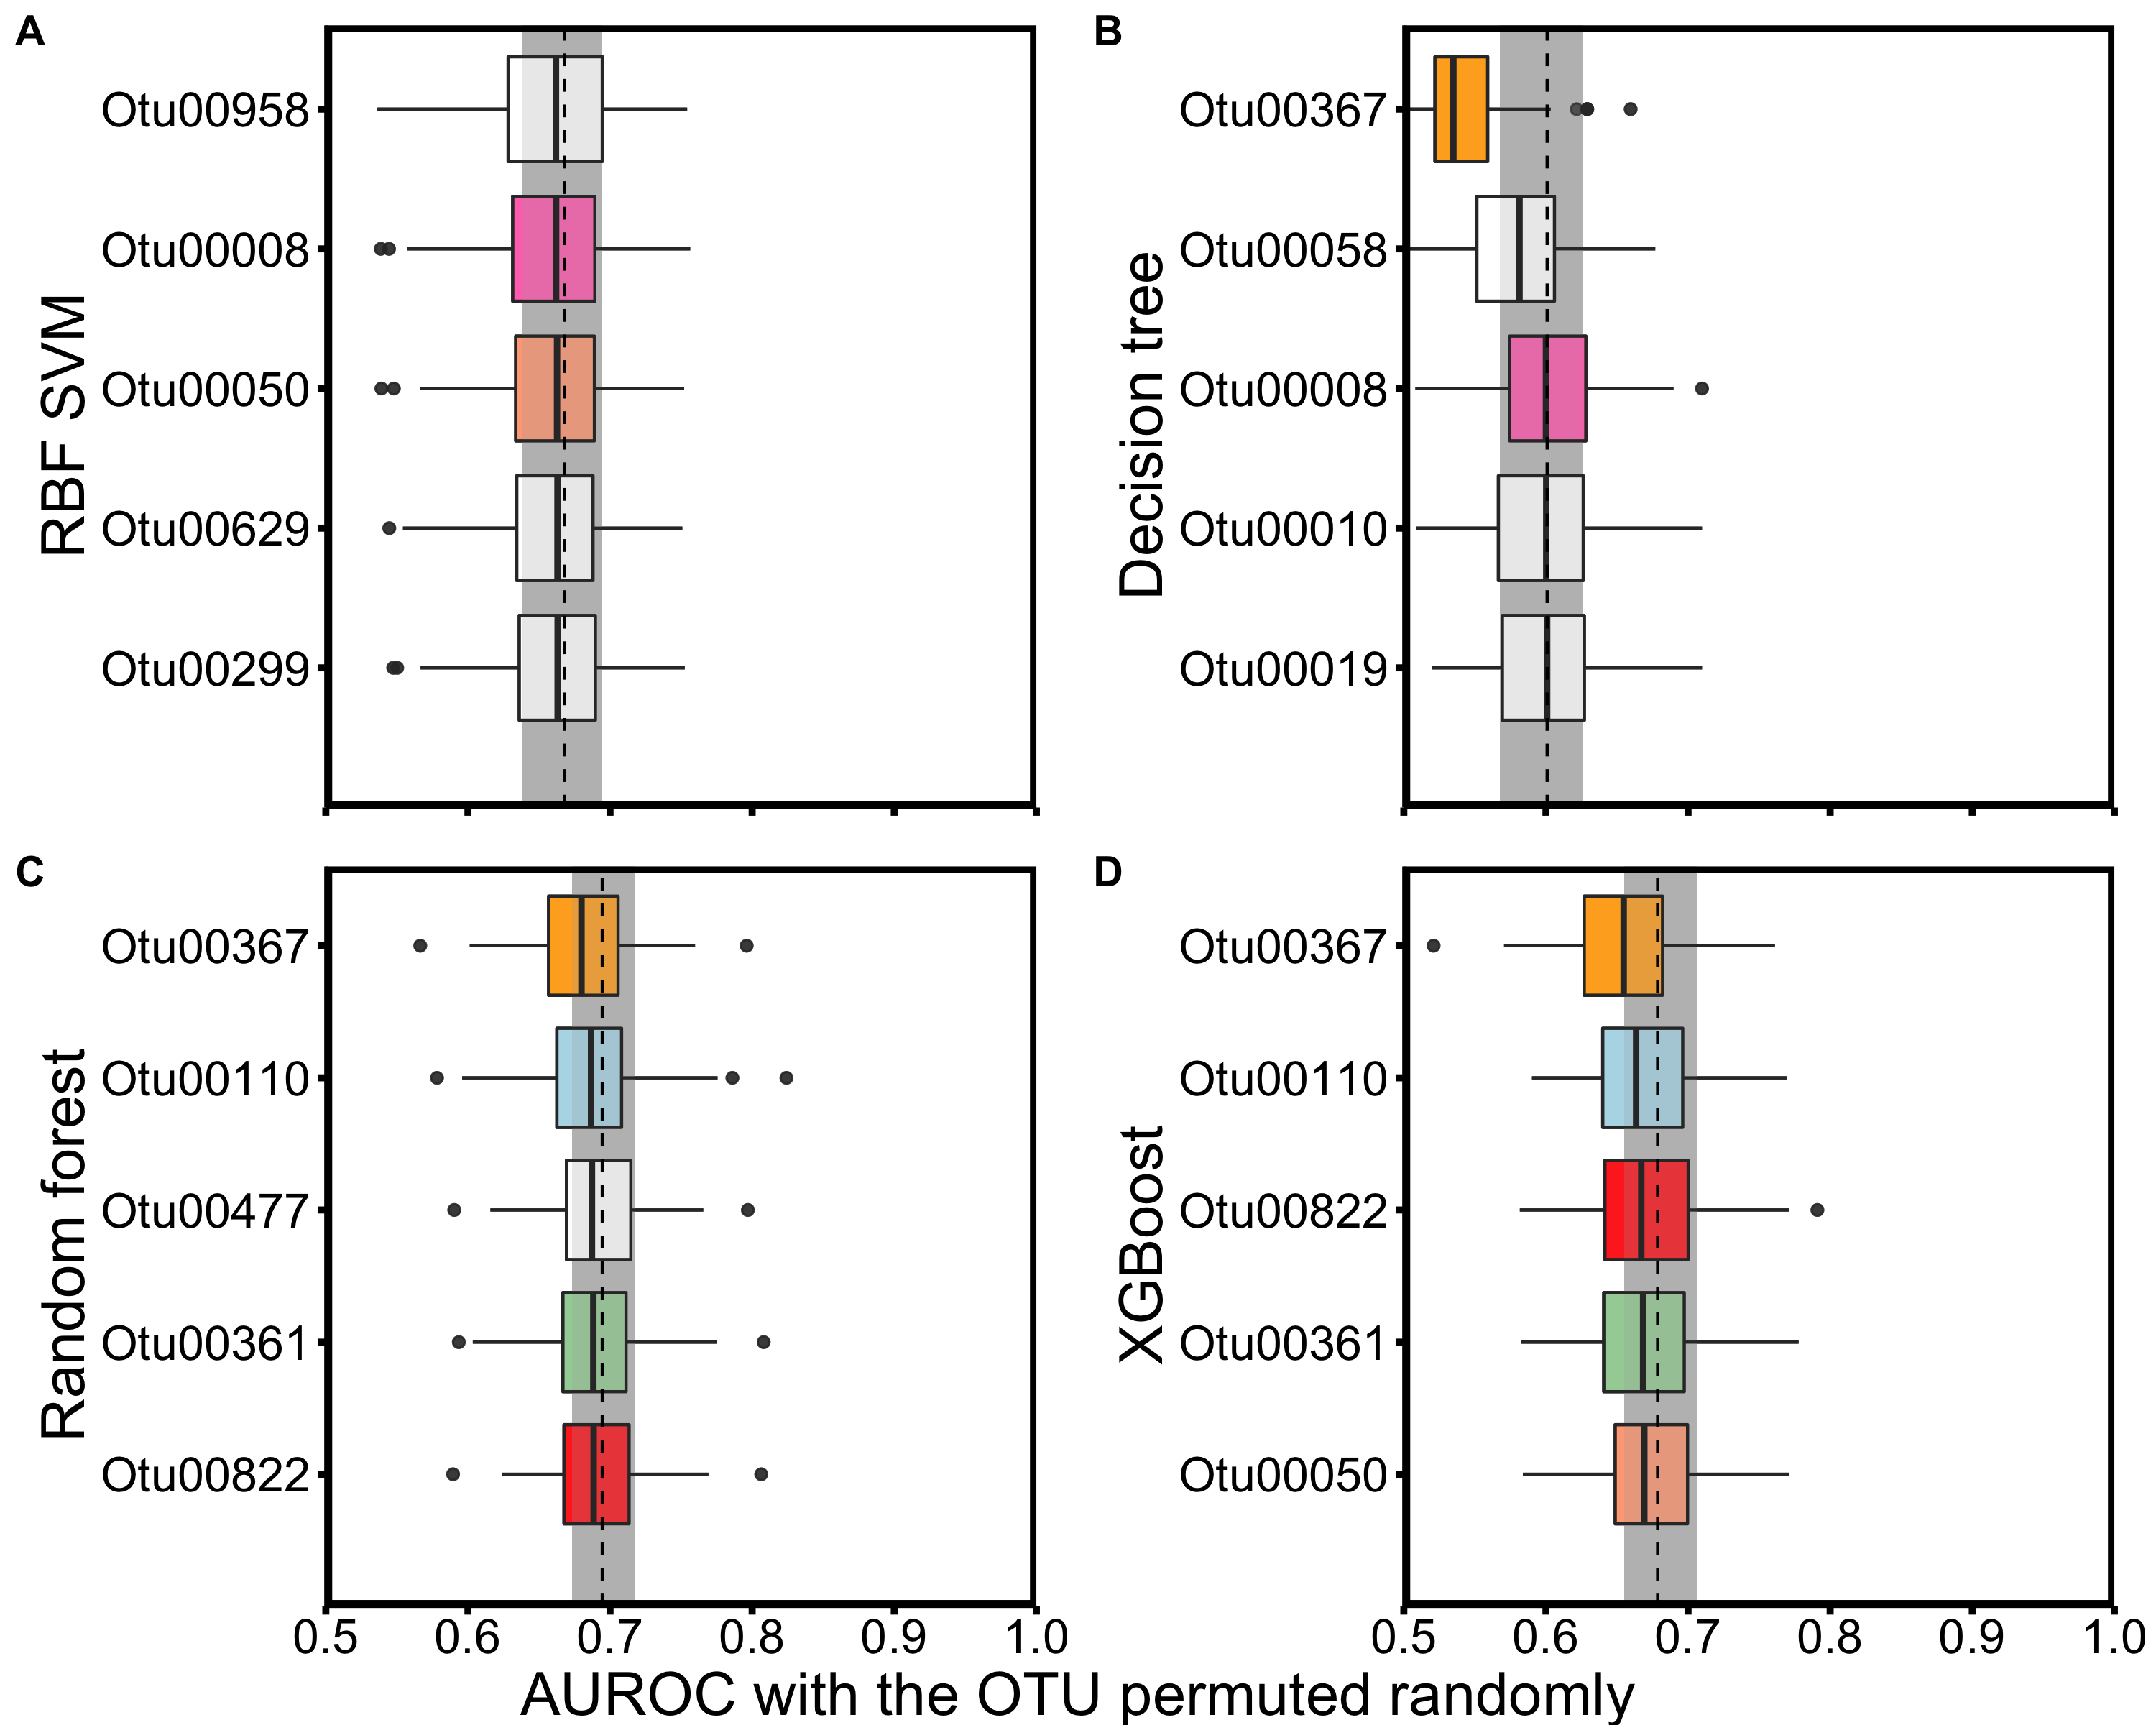 A
RBF SVM
Otu00958
Otu00008
Otu00050
Otu00629
Otu00299
B
Decision tree
Otu00367
Otu00058
Otu00008
Otu00010
Otu00019
C
Random forest
Otu00367
Otu00110
Otu00477
Otu00361
Otu00822
0.5 0.6 0.7 0.8 0.9 1.0
D
XGBoost
Otu00367
Otu00110
Otu00822
Otu00361
Otu00050
0.5 0.6 0.7 0.8 0.9 1.0
AUROC with the OTU permuted randomly